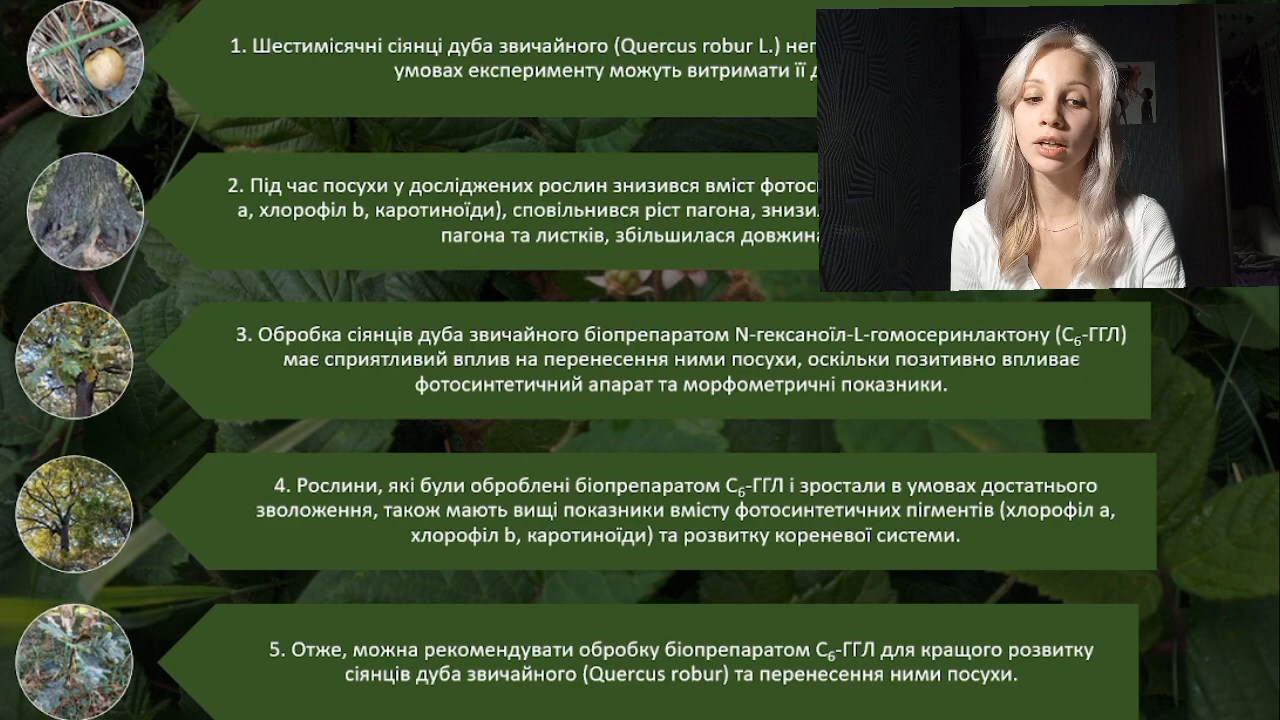 1. Шестимісячні сіянці дуба звичайного (Quercus robur L.)
умовах експерименту можуть витримати її
2. Під час посухи у досліджених рослин знизився вміст
a, хлорофіл b, каротиноїди), сповільнився ріст пагона,
пагона та листків, збільшилася
3. Обробка сіянців дуба звичайного біопрепаратом N-гексаноїл-L-гомосеринлактону (С₆-ГГЛ)
має сприятливий вплив на перенесення ними посухи, оскільки позитивно впливає
фотосинтетичний апарат та морфометричні показники.
4. Рослини, які були оброблені біопрепаратом С₆-ГГЛ і зростали в умовах достатнього
зволоження, також мають вищі показники вмісту фотосинтетичних пігментів (хлорофіл a,
хлорофіл b, каротиноїди) та розвитку кореневої системи.
5. Отже, можна рекомендувати обробку біопрепаратом С₆-ГГЛ для кращого розвитку
сіянців дуба звичайного (Quercus robur) та перенесення ними посухи.